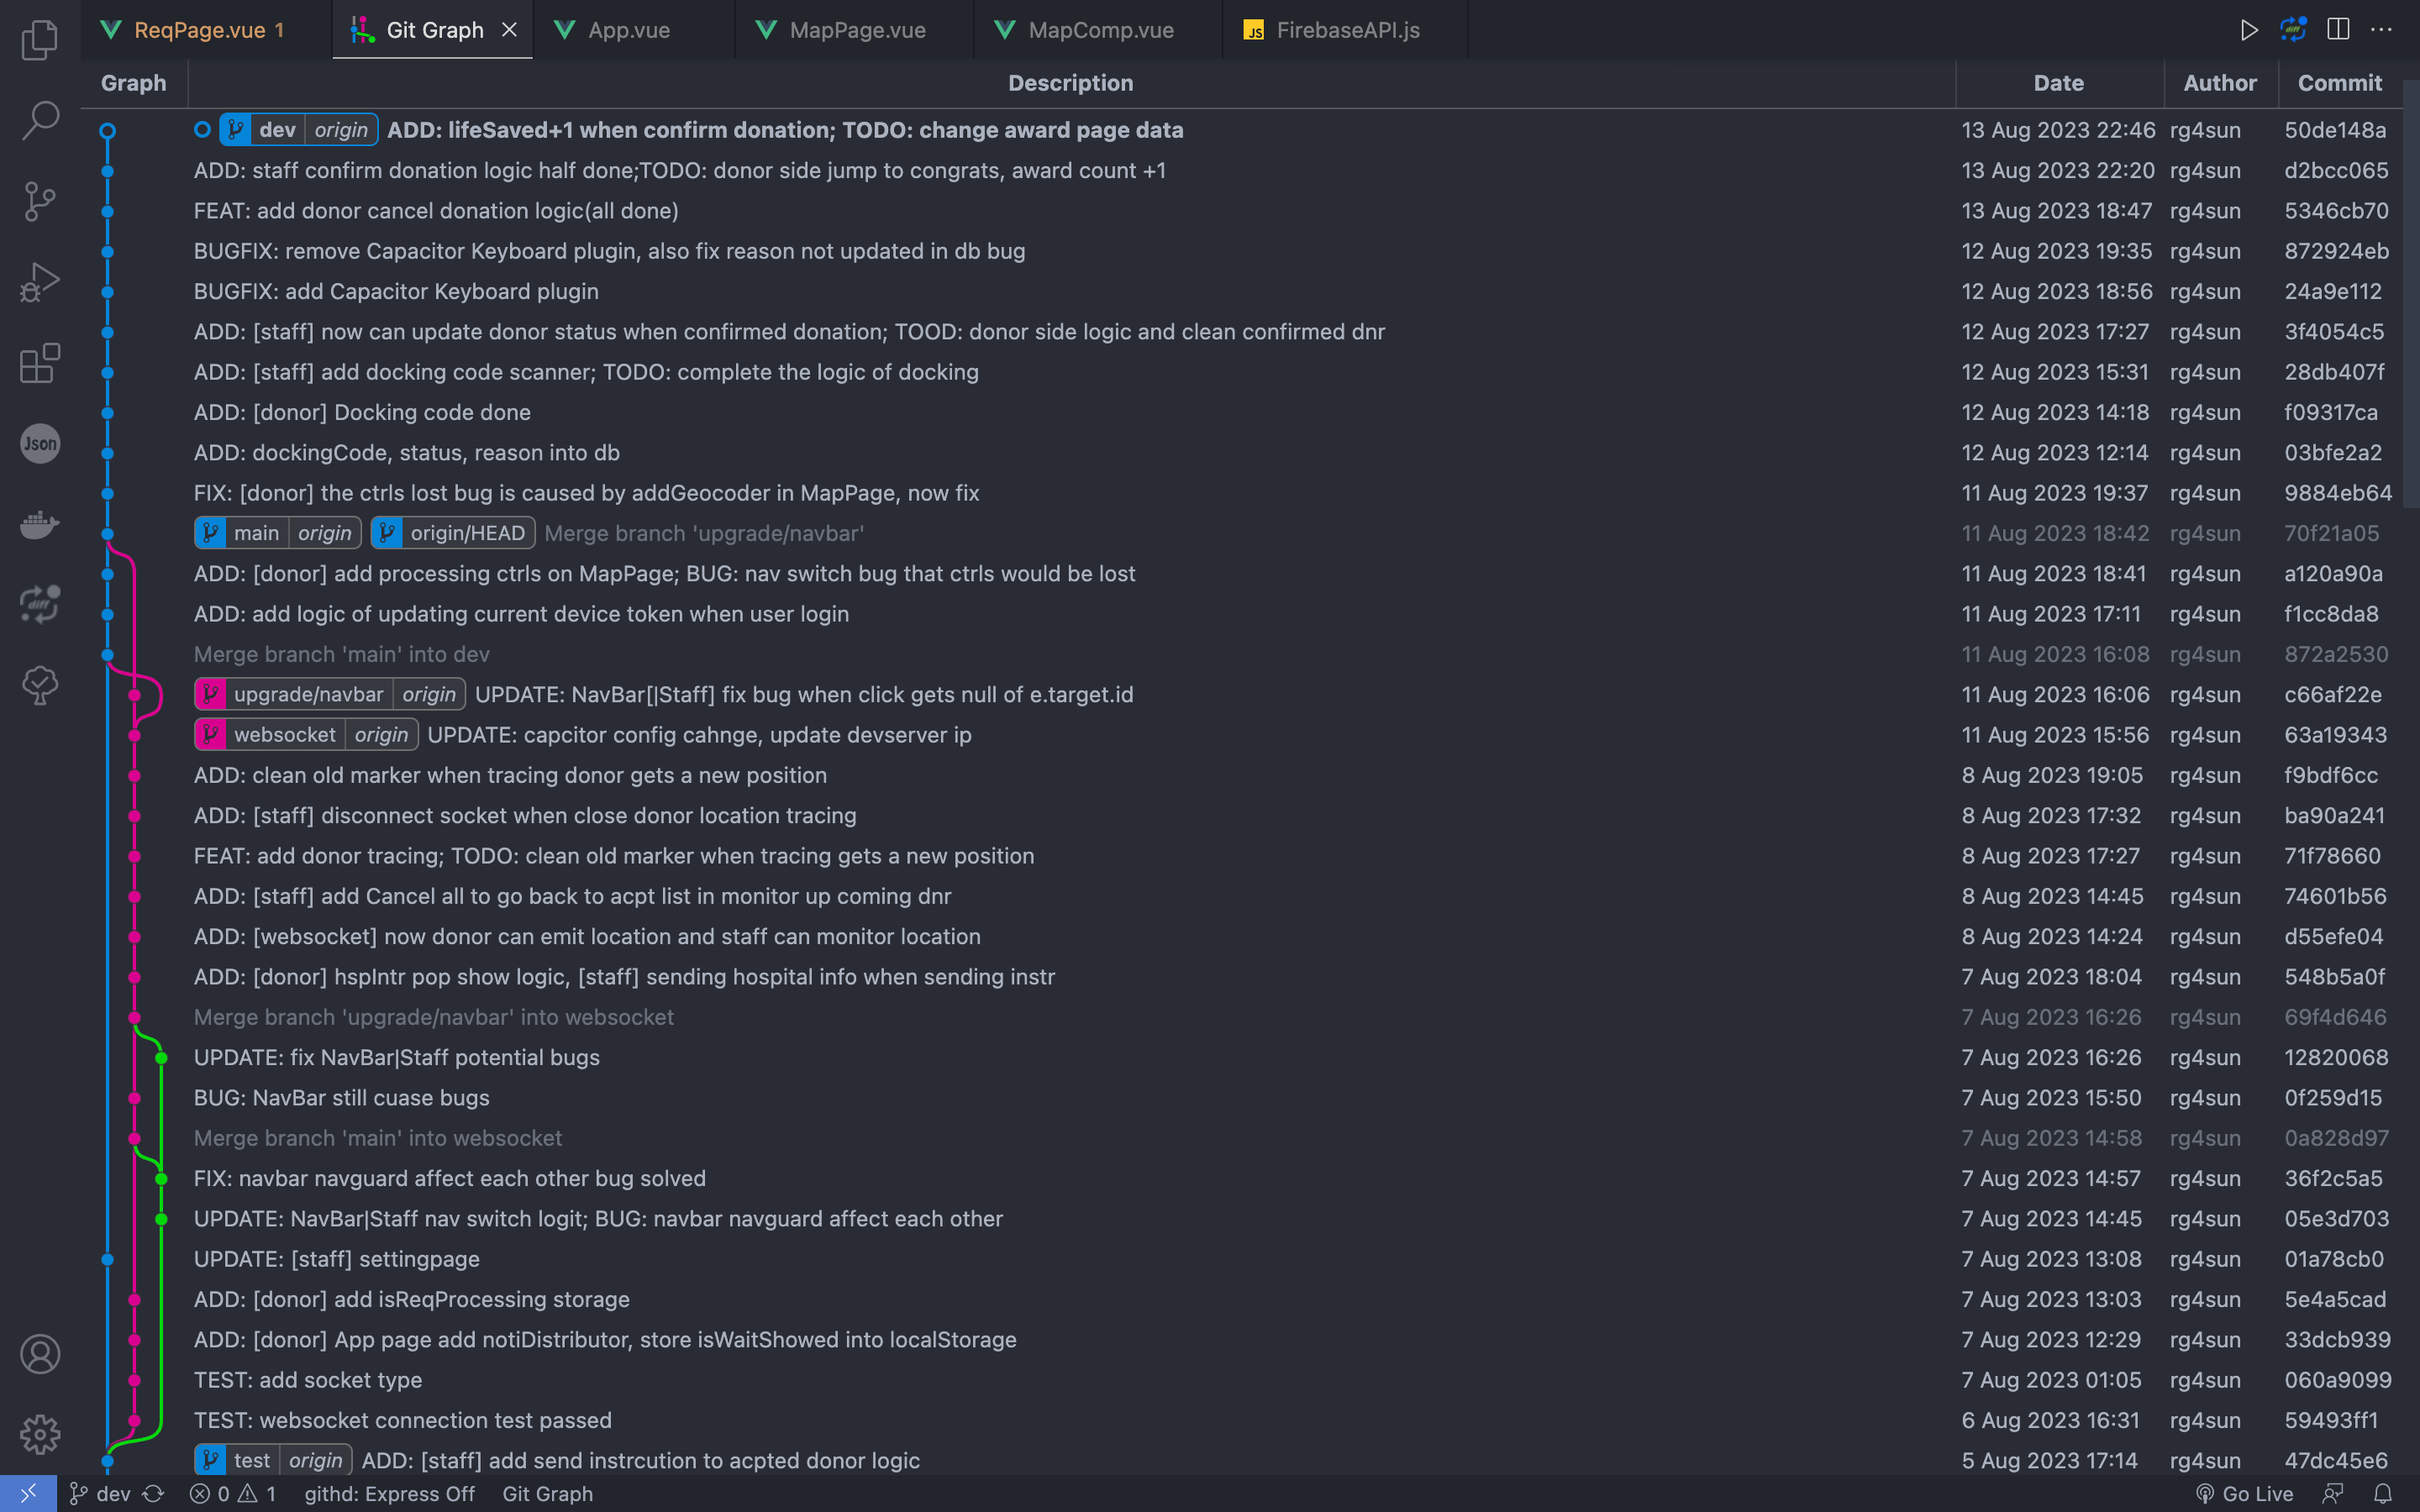 ReqPage.vue 1 Git Graph App.vue MapPage.vue MapComp.vue JS FirebaseAPI.js diff
Graph Description Date Author Commit
dev origin ADD: lifeSaved+1 when confirm donation; TODO: change award page data 13 Aug 2023 22:46 rg4sun 50de148a
ADD: staff confirm donation logic half done;TODO: donor side jump to congrats, award count +1 13 Aug 2023 22:20 rg4sun d2bcc065
FEAT: add donor cancel donation logic(all done) 13 Aug 2023 18:47 rg4sun 5346cb70
BUGFIX: remove Capacitor Keyboard plugin, also fix reason not updated in db bug 12 Aug 2023 19:35 rg4sun 872924eb
BUGFIX: add Capacitor Keyboard plugin 12 Aug 2023 18:56 rg4sun 24a9e112
ADD: [staff] now can update donor status when confirmed donation; TOOD: donor side logic and clean confirmed dnr 12 Aug 2023 17:27 rg4sun 3f4054c5
ADD: [staff] add docking code scanner; TODO: complete the logic of docking 12 Aug 2023 15:31 rg4sun 28db407f
ADD: [donor] Docking code done 12 Aug 2023 14:18 rg4sun f09317ca
Json ADD: dockingCode, status, reason into db 12 Aug 2023 12:14 rg4sun 03bfe2a2
FIX: [donor] the ctrls lost bug is caused by addGeocoder in MapPage, now fix 11 Aug 2023 19:37 rg4sun 9884eb64
main origin origin/HEAD Merge branch 'upgrade/navbar' 11 Aug 2023 18:42 rg4sun 70f21a05
ADD: [donor] add processing ctrls on MapPage; BUG: nav switch bug that ctrls would be lost 11 Aug 2023 18:41 rg4sun a120a90a
diff ADD: add logic of updating current device token when user login 11 Aug 2023 17:11 rg4sun f1cc8da8
Merge branch 'main' into dev 11 Aug 2023 16:08 rg4sun 872a2530
upgrade/navbar origin UPDATE: NavBar[|Staff] fix bug when click gets null of e.target.id 11 Aug 2023 16:06 rg4sun c66af22e
websocket origin UPDATE: capcitor config cahnge, update devserver ip 11 Aug 2023 15:56 rg4sun 63a19343
ADD: clean old marker when tracing donor gets a new position 8 Aug 2023 19:05 rg4sun f9bdf6cc
ADD: [staff] disconnect socket when close donor location tracing 8 Aug 2023 17:32 rg4sun ba90a241
FEAT: add donor tracing; TODO: clean old marker when tracing gets a new position 8 Aug 2023 17:27 rg4sun 71f78660
ADD: [staff] add Cancel all to go back to acpt list in monitor up coming dnr 8 Aug 2023 14:45 rg4sun 74601b56
ADD: [websocket] now donor can emit location and staff can monitor location 8 Aug 2023 14:24 rg4sun d55efe04
ADD: [donor] hspIntr pop show logic, [staff] sending hospital info when sending instr 7 Aug 2023 18:04 rg4sun 548b5a0f
Merge branch 'upgrade/navbar' into websocket 7 Aug 2023 16:26 rg4sun 69f4d646
UPDATE: fix NavBar|Staff potential bugs 7 Aug 2023 16:26 rg4sun 12820068
BUG: NavBar still cuase bugs 7 Aug 2023 15:50 rg4sun 0f259d15
Merge branch 'main' into websocket 7 Aug 2023 14:58 rg4sun 0a828d97
FIX: navbar navguard affect each other bug solved 7 Aug 2023 14:57 rg4sun 36f2c5a5
UPDATE: NavBar|Staff nav switch logit; BUG: navbar navguard affect each other 7 Aug 2023 14:45 rg4sun 05e3d703
UPDATE: [staff] settingpage 7 Aug 2023 13:08 rg4sun 01a78cb0
ADD: [donor] add isReqProcessing storage 7 Aug 2023 13:03 rg4sun 5e4a5cad
ADD: [donor] App page add notiDistributor, store isWaitShowed into localStorage 7 Aug 2023 12:29 rg4sun 33dcb939
TEST: add socket type 7 Aug 2023 01:05 rg4sun 060a9099
TEST: websocket connection test passed 6 Aug 2023 16:31 rg4sun 59493ff1
test origin ADD: [staff] add send instrcution to acpted donor logic 5 Aug 2023 17:14 rg4sun 47dc45e6
dev 0 1 githd: Express Off Git Graph Go Live